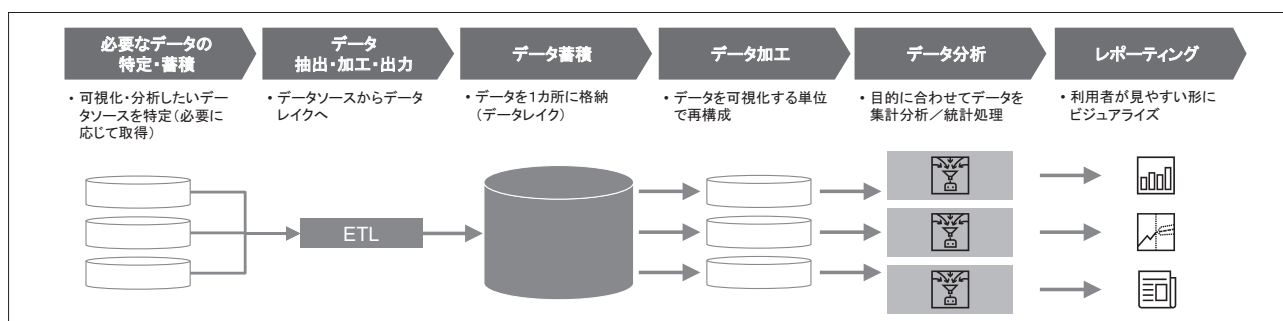 必要なデータの
特定・蓄積
データ
抽出・加工・出力
データ蓄積
データ加工
データ分析
レポーティング
・可視化・分析したいデー
タソースを特定（必要に
応じて取得）
・データソースからデータ
レイクへ
・データを1カ所に格納
（データレイク）
・データを可視化する単位
で再構成
・目的に合わせてデータを
集計分析／統計処理
・利用者が見やすい形に
ビジュアライズ
ETL